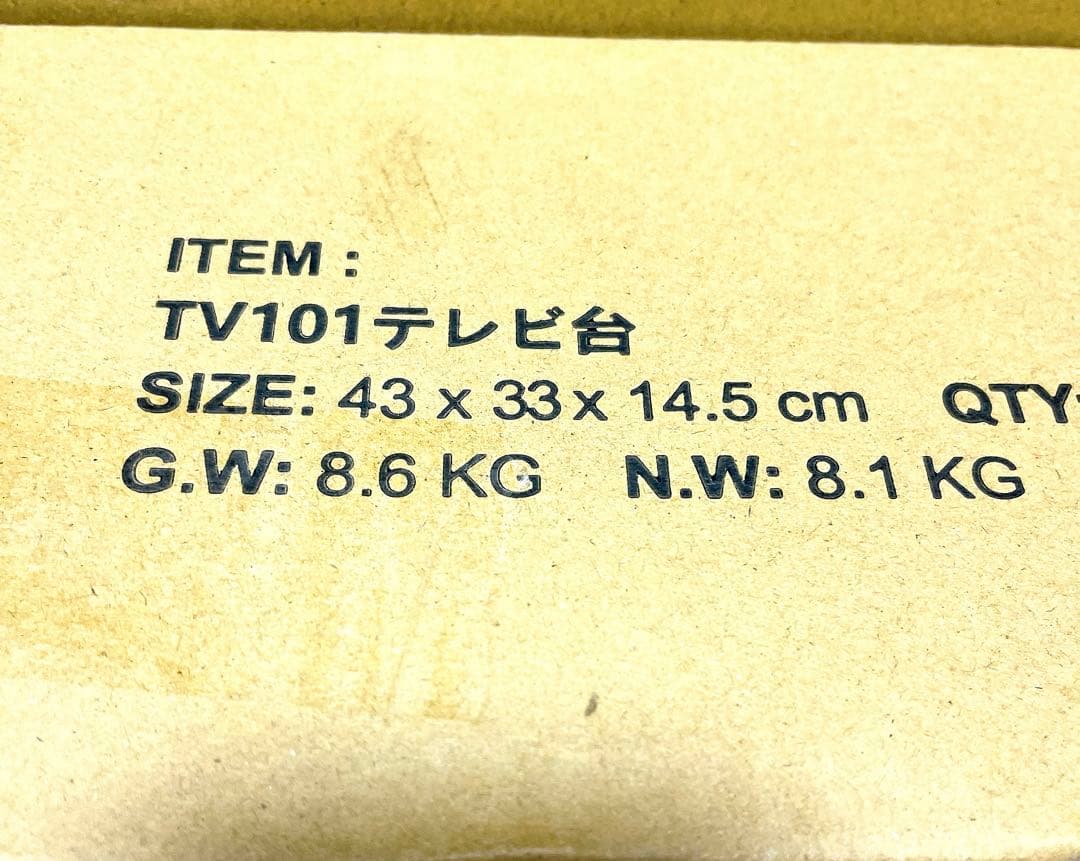 ITEM :
TV101テレビ台
SIZE: 43 x 33 x 14.5 cm QTY:
G.W: 8.6 KG N.W: 8.1 KG